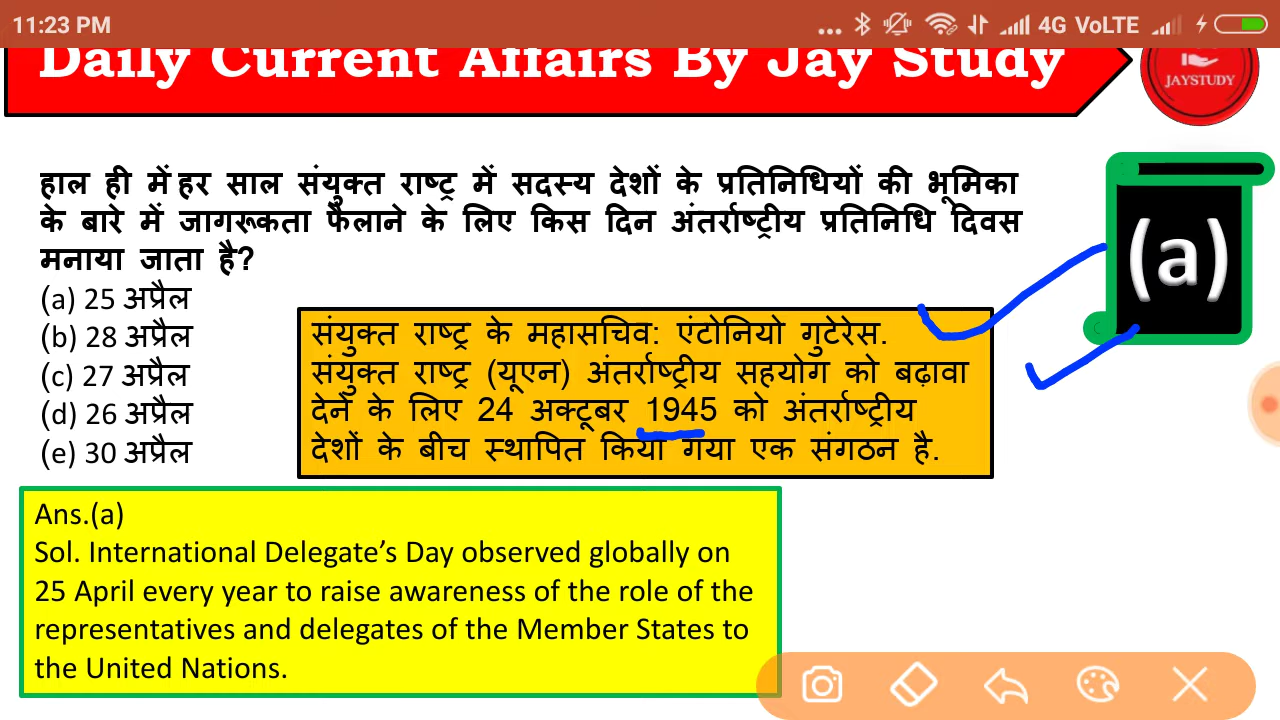 11:23 PM
... 4G VoLTE
Daily Current Affairs By Jay Study
JAYSTUDY
हाल ही में हर साल संयुक्त राष्ट्र में सदस्य देशों के प्रतिनिधियों की भूमिका
के बारे में जागरूकता फैलाने के लिए किस दिन अंतर्राष्ट्रीय प्रतिनिधि दिवस
मनाया जाता है?
(a) 25 अप्रैल
(b) 28 अप्रैल
(c) 27 अप्रैल
(d) 26 अप्रैल
(e) 30 अप्रैल
(a)
संयुक्त राष्ट्र के महासचिव: एंटोनियो गुटेरेस.
संयुक्त राष्ट्र (यूएन) अंतर्राष्ट्रीय सहयोग को बढ़ावा
देने के लिए 24 अक्टूबर 1945 को अंतर्राष्ट्रीय
देशों के बीच स्थापित किया गया एक संगठन है.
Ans.(a)
Sol. International Delegate’s Day observed globally on
25 April every year to raise awareness of the role of the
representatives and delegates of the Member States to
the United Nations.